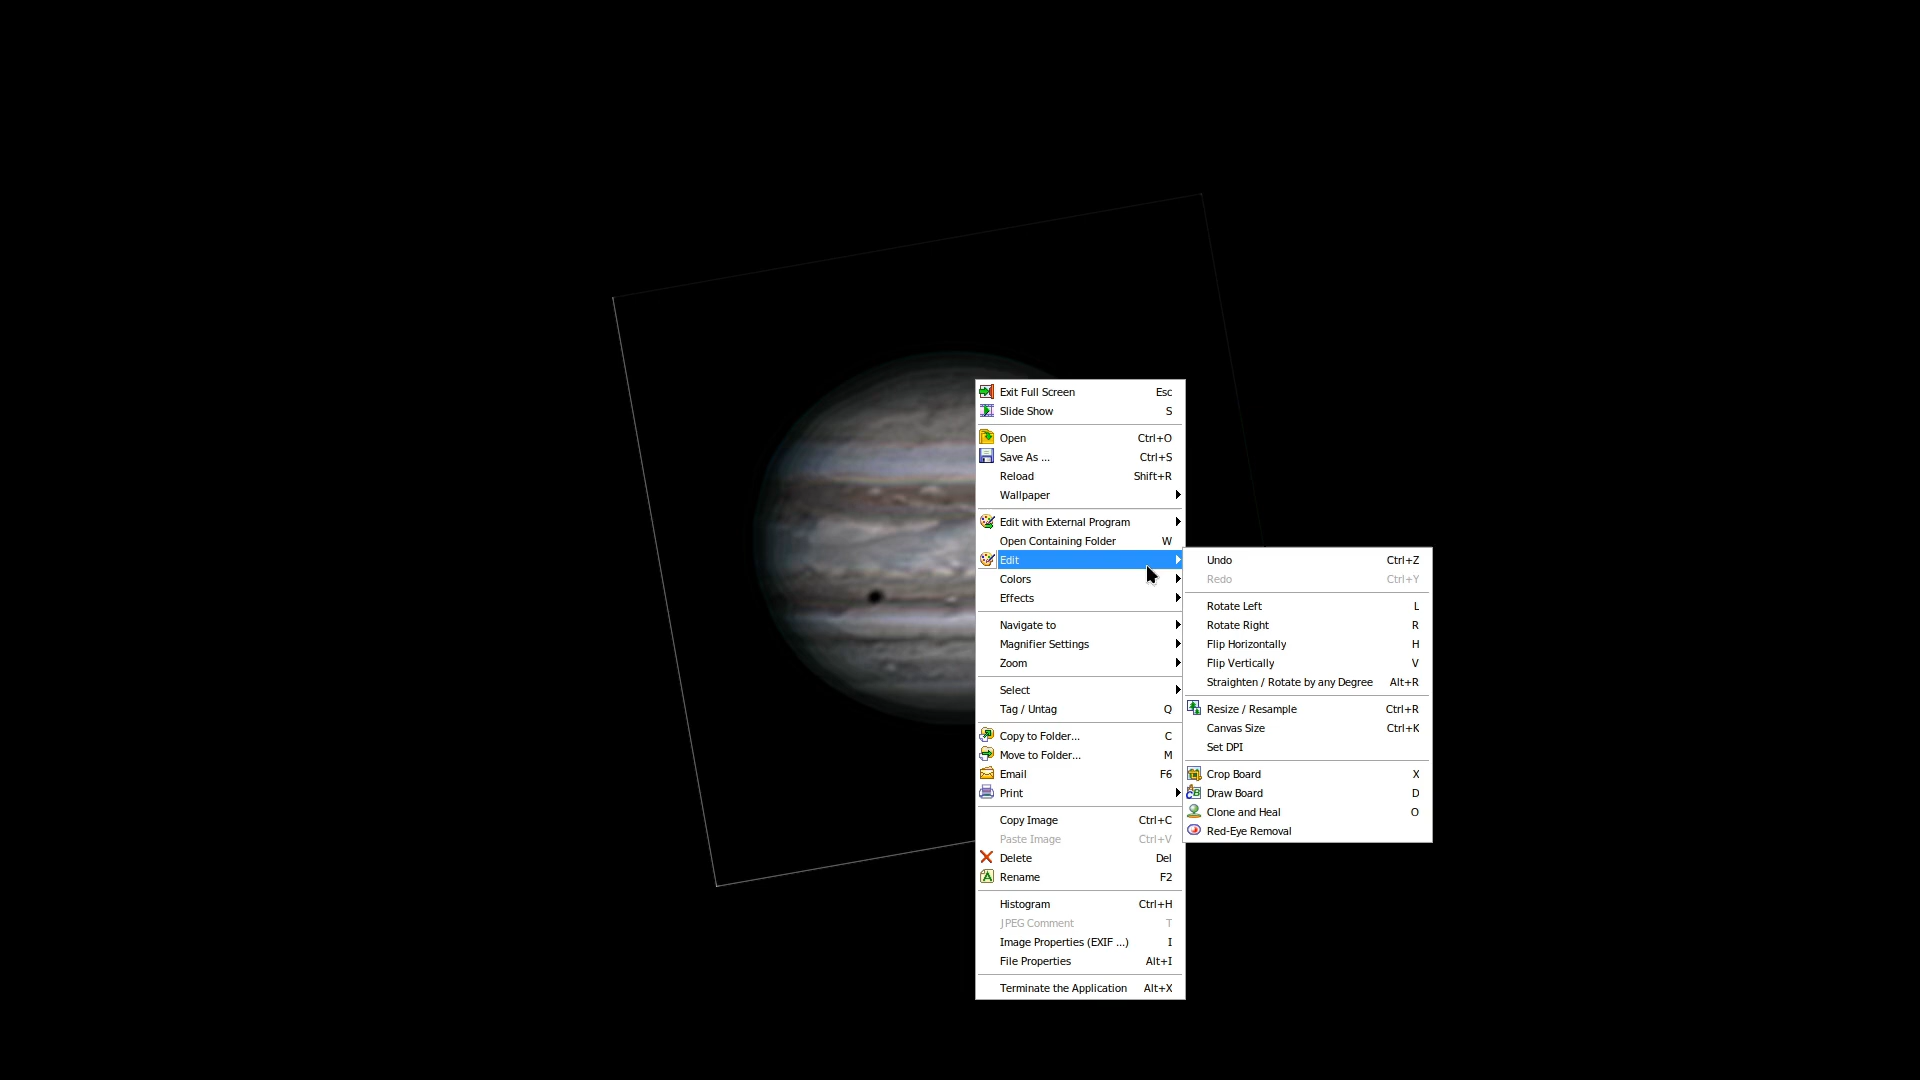 Exit Full Screen Esc
Slide Show S
Open Ctrl+O
Save As ... Ctrl+S
Reload Shift+R
Wallpaper
Edit with External Program
Open Containing Folder W
Edit
Colors
Effects
Navigate to
Magnifier Settings
Zoom
Select
Tag / Untag Q
Copy to Folder... C
Move to Folder... M
Email F6
Print
Copy Image Ctrl+C
Paste Image Ctrl+V
Delete Del
Rename F2
Histogram Ctrl+H
JPEG Comment T
Image Properties (EXIF ...) I
File Properties Alt+I
Terminate the Application Alt+X
Undo Ctrl+Z
Redo Ctrl+Y
Rotate Left L
Rotate Right R
Flip Horizontally H
Flip Vertically V
Straighten / Rotate by any Degree Alt+R
Resize / Resample Ctrl+R
Canvas Size Ctrl+K
Set DPI
Crop Board X
Draw Board D
Clone and Heal O
Red-Eye Removal